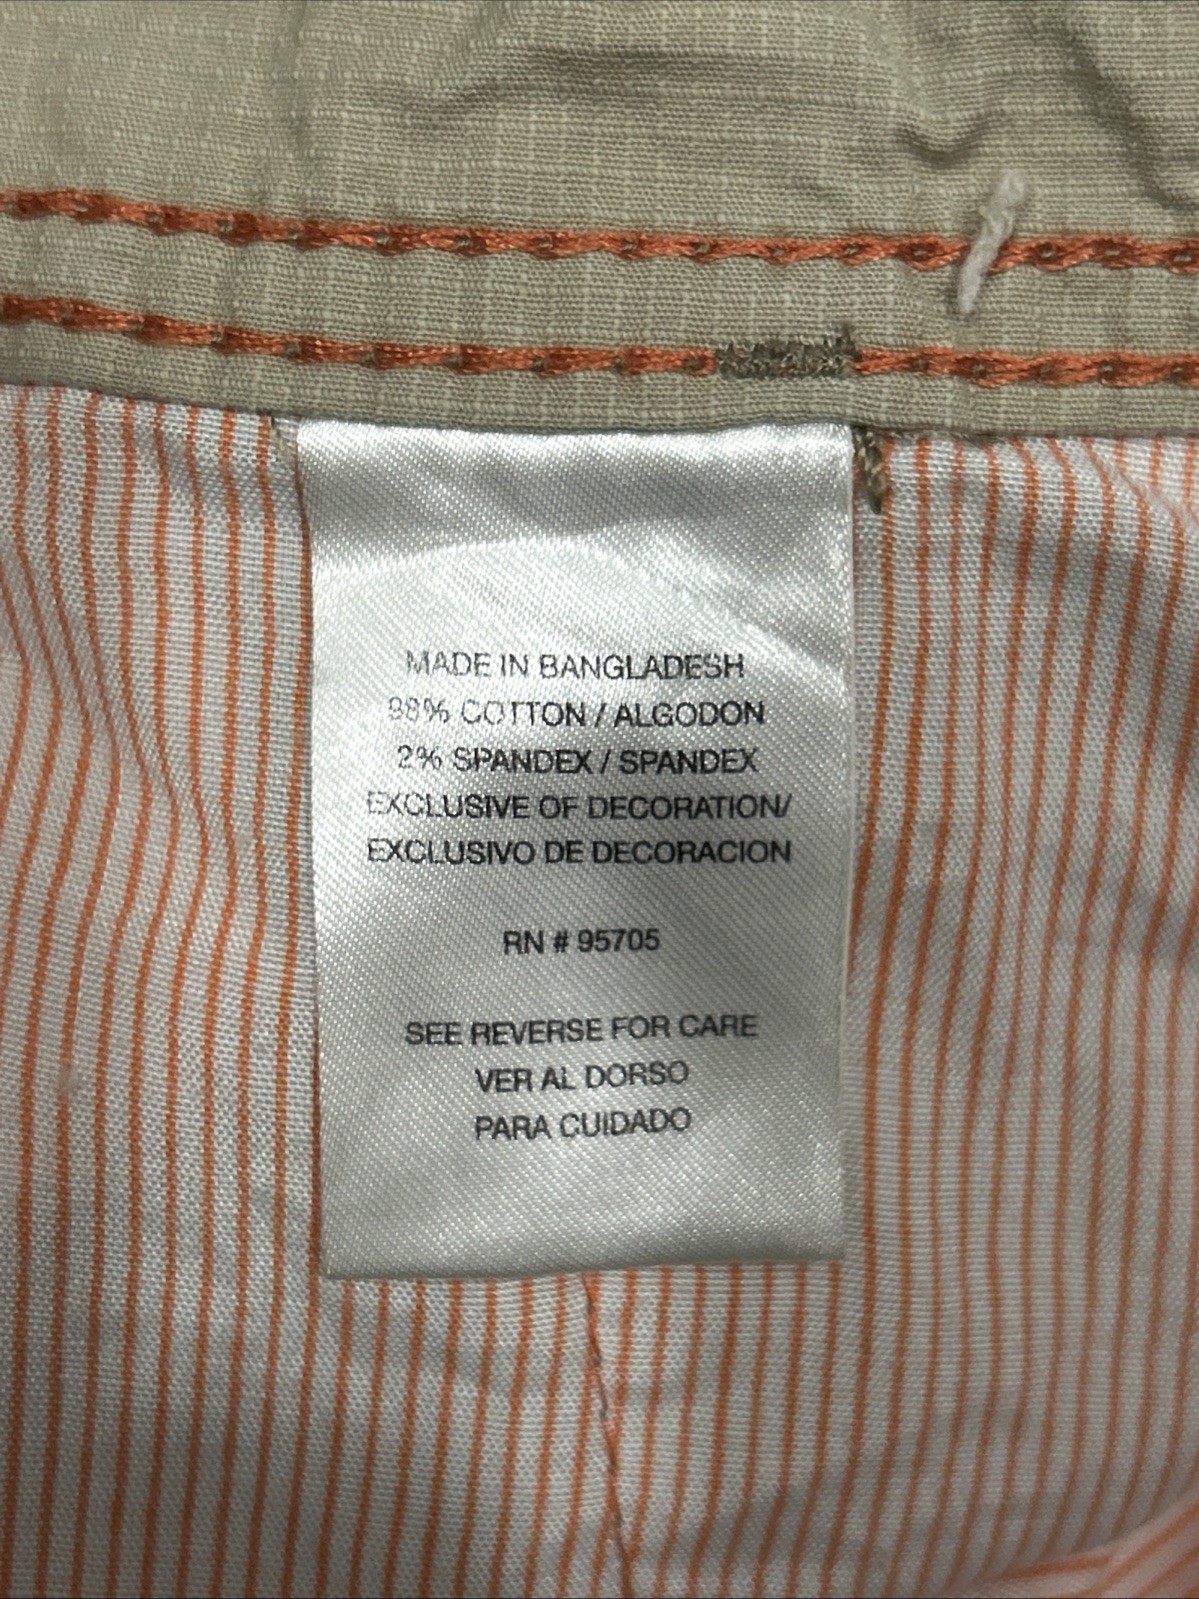 MADE IN BANGLADESH
98% COTTON / ALGODON
2% SPANDEX / SPANDEX
EXCLUSIVE OF DECORATION/
EXCLUSIVO DE DECORACION
RN # 95705
SEE REVERSE FOR CARE
VER AL DORSO
PARA CUIDADO